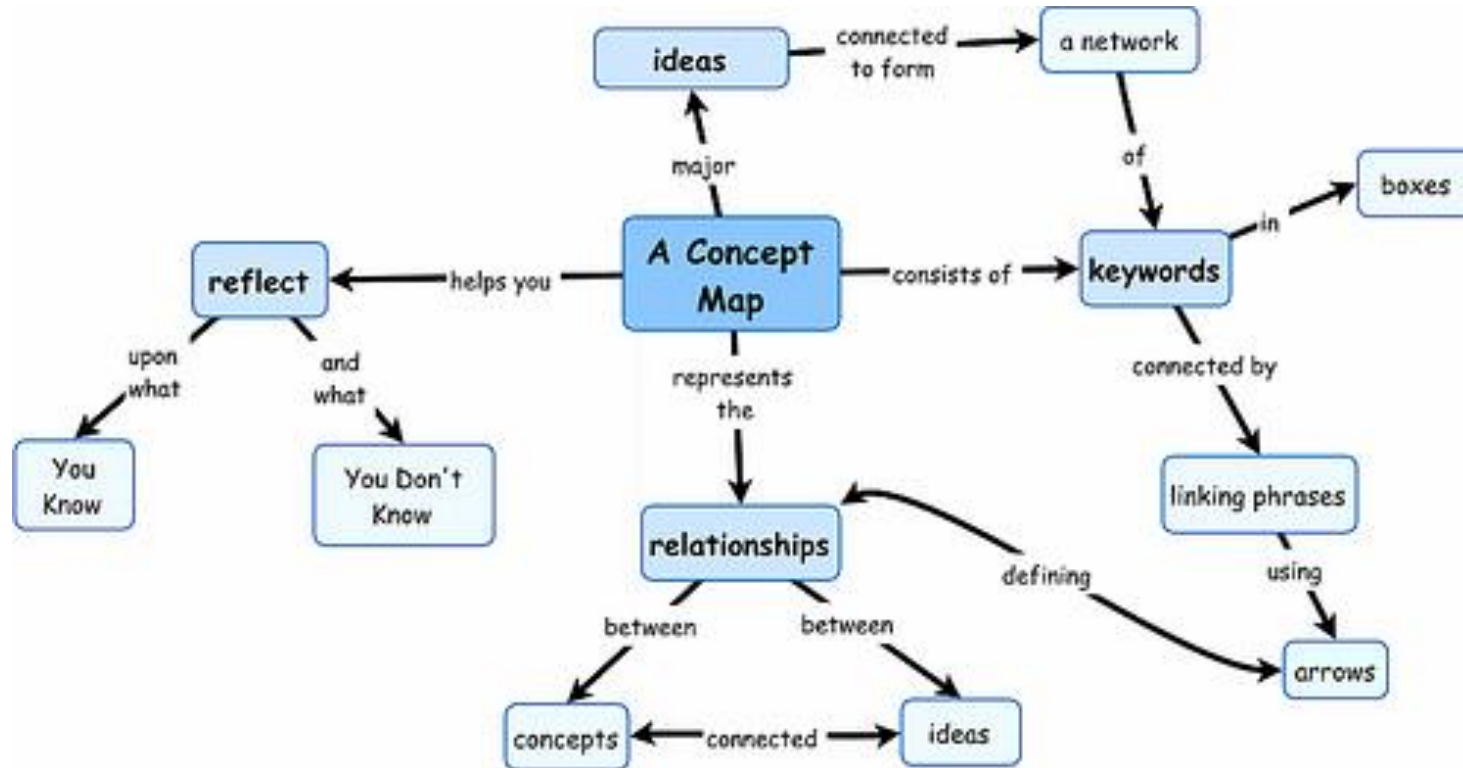 ideas
connected
to form
a network
major
of
boxes
in
A Concept
Map
consists of
keywords
helps you
reflect
upon
what
and
what
You
Know
You Don't
Know
represents
the
relationships
connected by
linking phrases
using
defining
arrows
between
between
concepts
connected
ideas